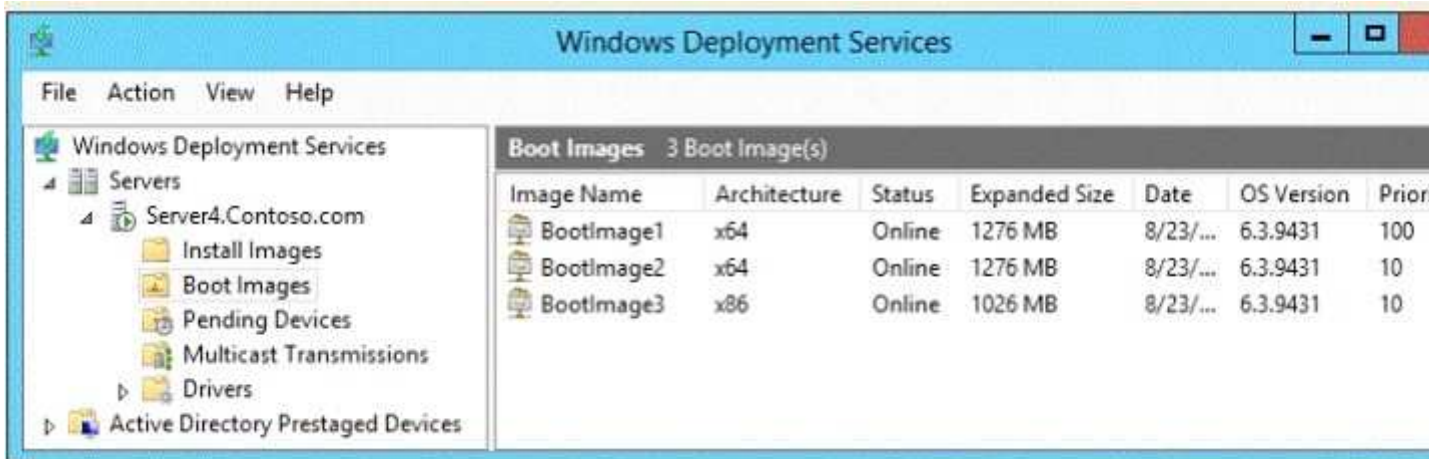 Windows Deployment Services
File Action View Help
Windows Deployment Services
Servers
Server4.Contoso.com
Install Images
Boot Images
Pending Devices
Multicast Transmissions
Drivers
Active Directory Prestaged Devices
Boot Images 3 Boot Image(s)
Image Name Architecture Status Expanded Size Date OS Version Prior
BootImage1 x64 Online 1276 MB 8/23/... 6.3.9431 100
BootImage2 x64 Online 1276 MB 8/23/... 6.3.9431 10
BootImage3 x86 Online 1026 MB 8/23/... 6.3.9431 10